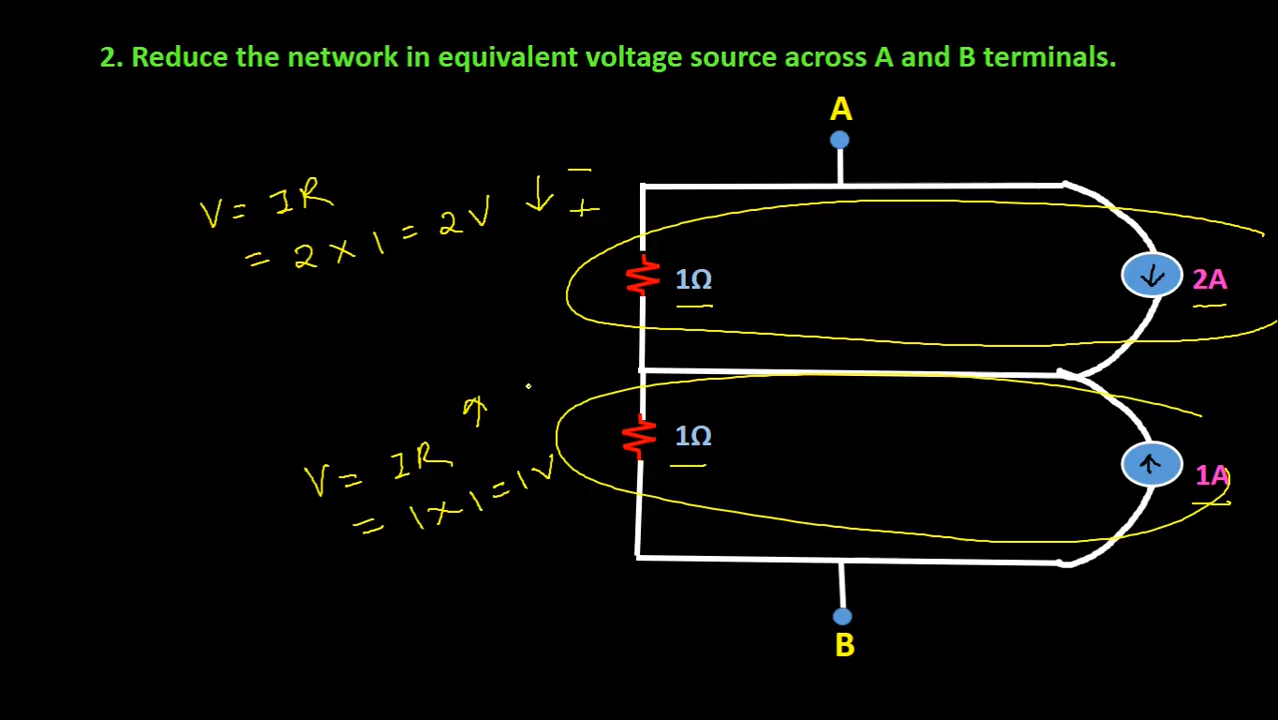 2. Reduce the network in equivalent voltage source across A and B terminals.
A
V = IR
= 2 × 1 = 2V ↓ − +
1Ω
2A
V = IR ↑
= 1 × 1 = 1V
1Ω
1A
B